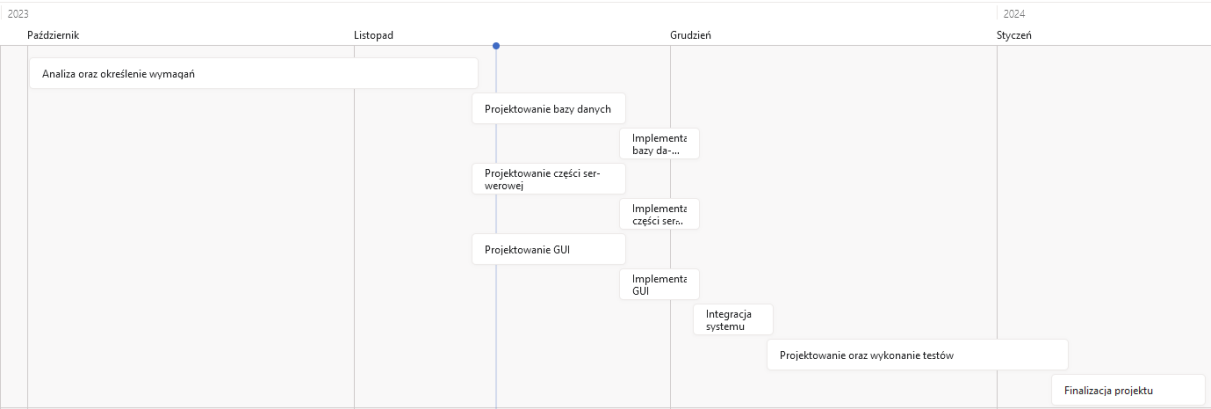 2023
2024
Październik
Listopad
Grudzień
Styczeń
Analiza oraz określenie wymagań
Projektowanie bazy danych
Implementa
bazy da-...
Projektowanie części ser-
werowej
Implementa
części ser-...
Projektowanie GUI
Implementa
GUI
Integracja
systemu
Projektowanie oraz wykonanie testów
Finalizacja projektu